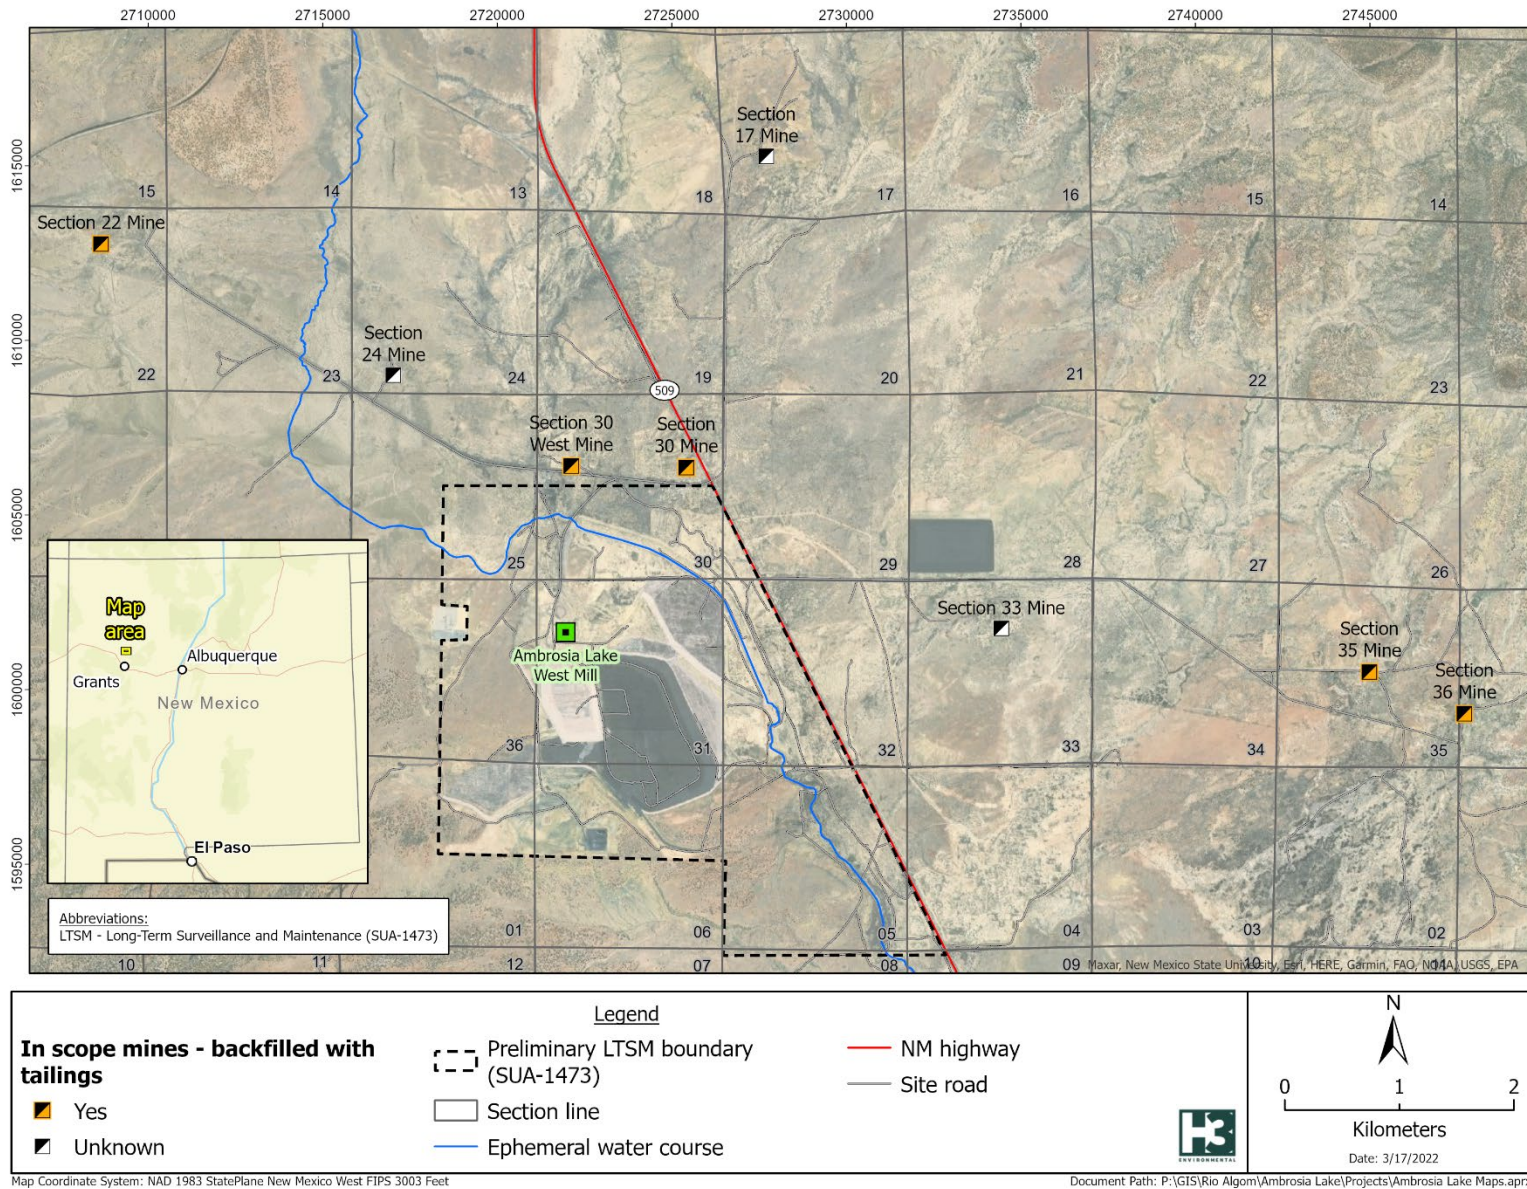 2710000
2715000
2720000
2725000
2730000
2735000
2740000
2745000
1615000
1610000
1605000
1600000
1595000
Section
17 Mine
15
14
13
18
17
16
15
14
Section 22 Mine
Section
24 Mine
22
23
24
19
20
21
22
23
509
Section 30
West Mine
Section
30 Mine
25
30
29
28
27
26
Section 33 Mine
Section
35 Mine
Section
36 Mine
Ambrosia Lake
West Mill
36
31
32
33
34
35
01
06
05
04
03
02
10
11
12
07
08
09
10
11
Map
area
Albuquerque
Grants
New Mexico
El Paso
Abbreviations:
LTSM - Long-Term Surveillance and Maintenance (SUA-1473)
Maxar, New Mexico State University, Esri, HERE, Garmin, FAO, NOAA, USGS, EPA
Legend
In scope mines - backfilled with
tailings
Yes
Unknown
Preliminary LTSM boundary
(SUA-1473)
Section line
Ephemeral water course
NM highway
Site road
H3
ENVIRONMENTAL
N
0 1 2
Kilometers
Date: 3/17/2022
Map Coordinate System: NAD 1983 StatePlane New Mexico West FIPS 3003 Feet
Document Path: P:\GIS\Rio Algom\Ambrosia Lake\Projects\Ambrosia Lake Maps.aprx